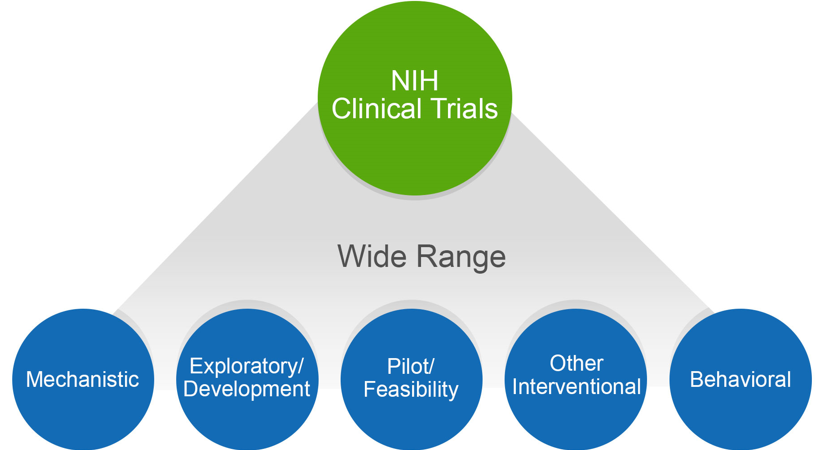 NIH
Clinical Trials
Wide Range
Mechanistic
Exploratory/
Development
Pilot/
Feasibility
Other
Interventional
Behavioral